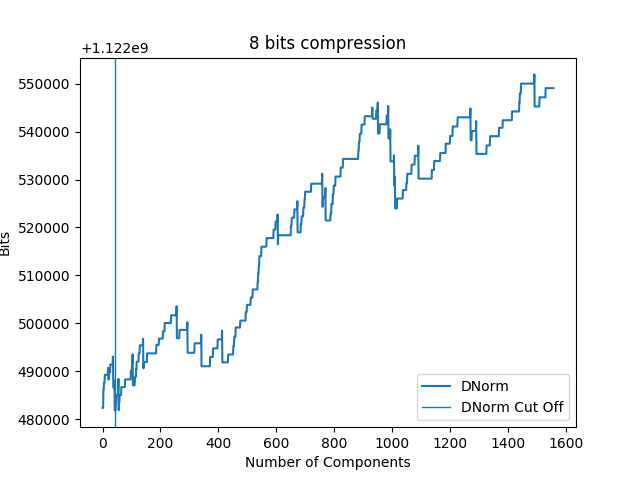 8 bits compression
+1.122e9
550000
540000
530000
520000
510000
500000
490000
480000
Bits
0
200
400
600
800
1000
1200
1400
1600
Number of Components
DNorm
DNorm Cut Off